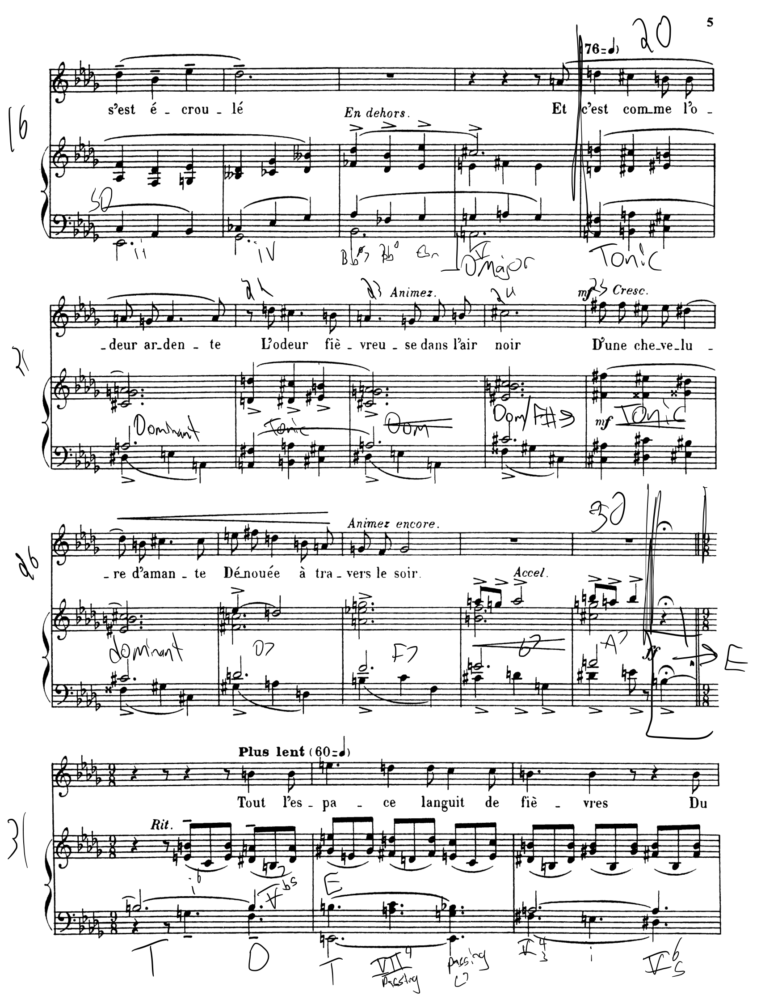 5
20
(76=♩)
s'est é - crou - lé Et c'est com-me l'o -
16
En dehors.
SD
ii iv Bb°7 Bb° V Tonic
D Major
23 Animez. 24 mf 25 Cresc.
- deur ar-den - te L'odeur fiè - vreu - se dans l'air noir D'une che-ve-lu -
21
Dominant Tonic Dom Dom/F# mf Tonic
30
Animez encore.
26
- re d'aman - te Dé-nouée à tra - vers le soir.
Accel.
dominant D7 F7 G7 A7 ff → E
Plus lent (60=♩)
9/8
Tout l'es - pa - ce languit de fiè - vres Du
31
Rit.
i6 V6/5 E
T D T VII4 passing V4/3 i V6/5
passing